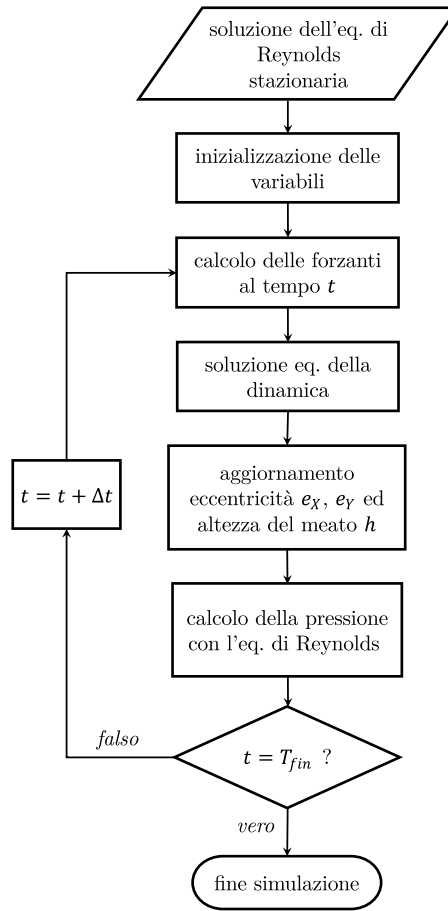 soluzione dell'eq. di
Reynolds
stazionaria
inizializzazione delle
variabili
calcolo delle forzanti
al tempo t
soluzione eq. della
dinamica
aggiornamento
eccentricità e_X, e_Y ed
altezza del meato h
t = t + Δt
calcolo della pressione
con l'eq. di Reynolds
falso
t = T_fin ?
vero
fine simulazione